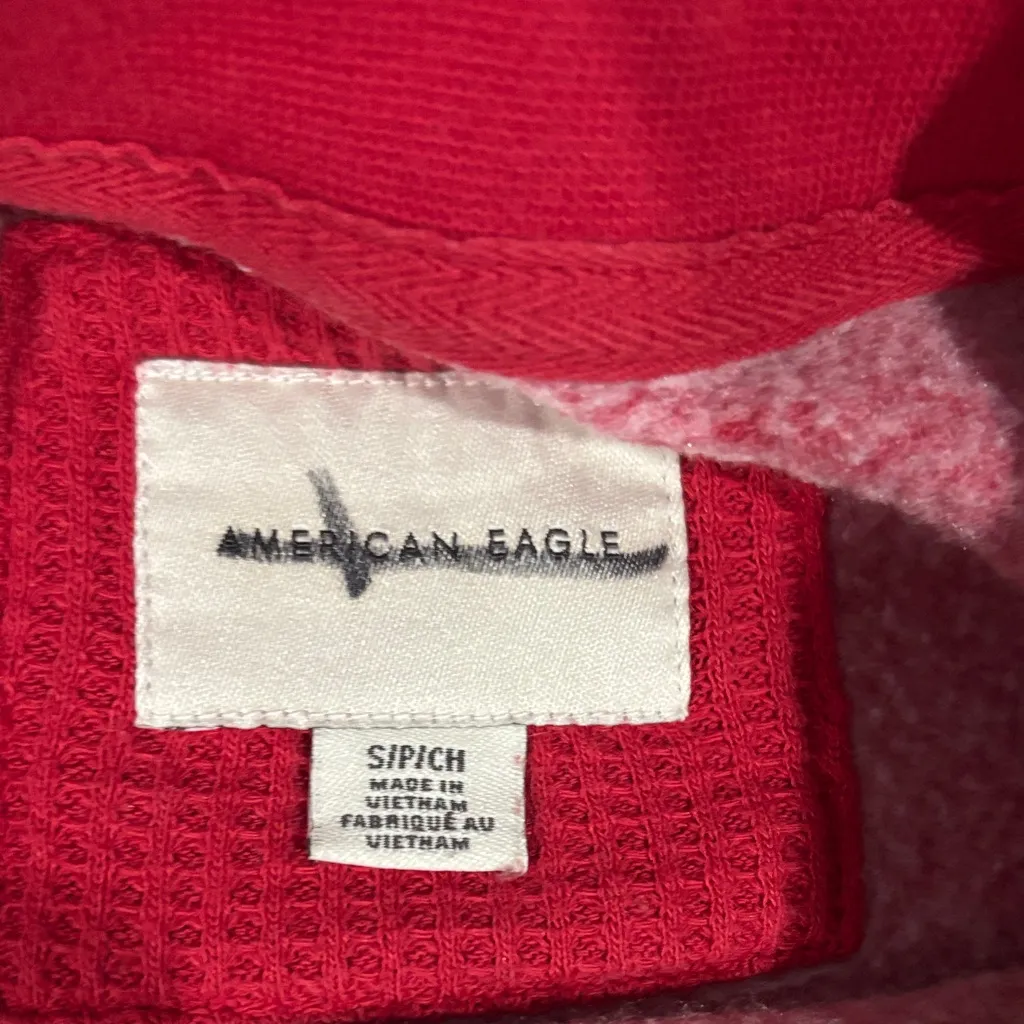 AMERICAN EAGLE
S/P/CH
MADE IN
VIETNAM
FABRIQUÉ AU
VIETNAM